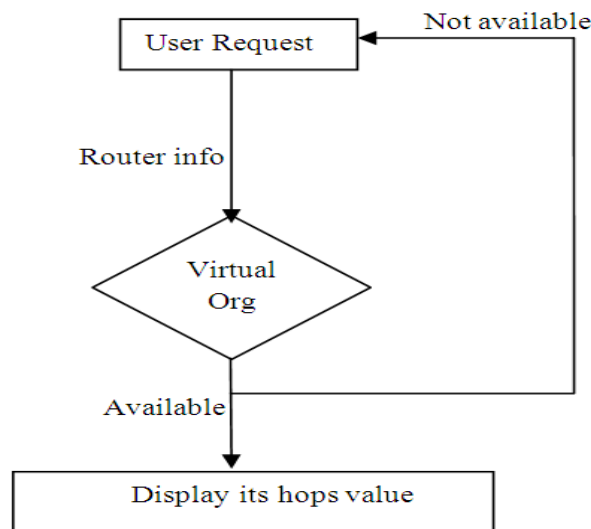 Not available
User Request
Router info
Virtual
Org
Available
Display its hops value